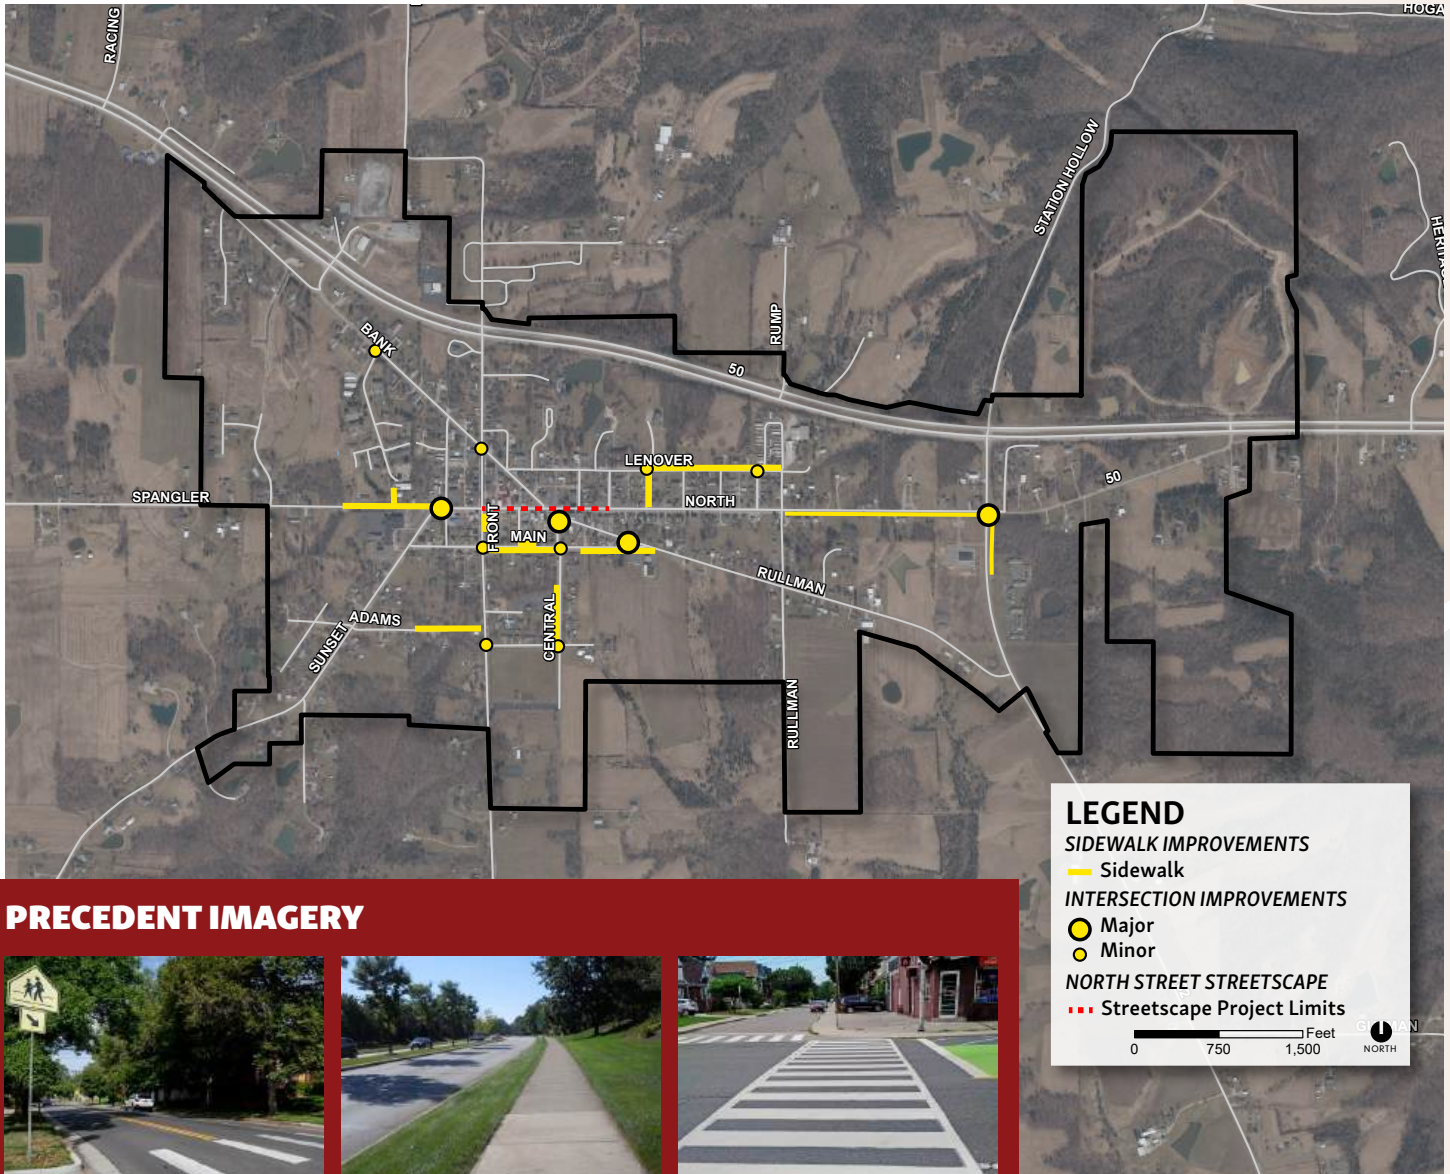 RACING
HOGA
STATION HOLLOW
RUMP
BANK
50
LENOVER
50
SPANGLER
NORTH
FRONT
MAIN
RULLMAN
ADAMS
SUNSET
CENTRAL
RULLMAN
LEGEND
SIDEWALK IMPROVEMENTS
Sidewalk
INTERSECTION IMPROVEMENTS
Major
Minor
NORTH STREET STREETSCAPE
Streetscape Project Limits
Feet
0 750 1,500
NORTH
PRECEDENT IMAGERY